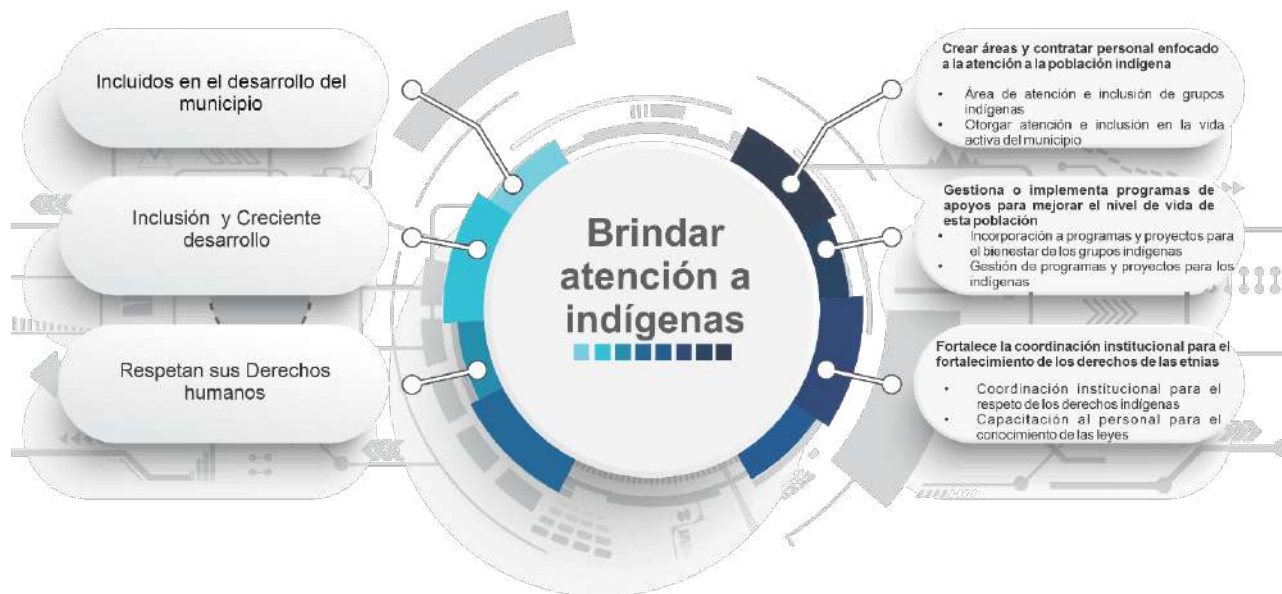 Incluidos en el desarrollo del
municipio
Inclusión y Creciente
desarrollo
Respetan sus Derechos
humanos
Brindar
atención a
indígenas
Crear áreas y contratar personal enfocado
a la atención a la población indígena
• Área de atención e inclusión de grupos
indígenas
• Otorgar atención e inclusión en la vida
activa del municipio
Gestiona o implementa programas de
apoyos para mejorar el nivel de vida de
esta población
• Incorporación a programas y proyectos para
el bienestar de los grupos indígenas
• Gestión de programas y proyectos para los
indígenas
Fortalece la coordinación institucional para el
fortalecimiento de los derechos de las etnias
• Coordinación institucional para el
respeto de los derechos indígenas
• Capacitación al personal para el
conocimiento de las leyes